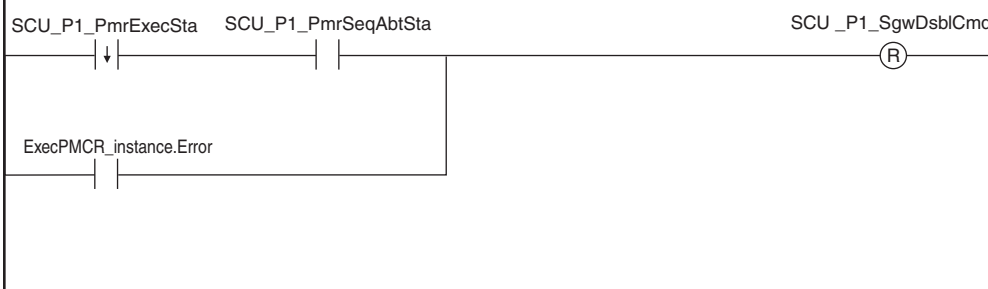 SCU_P1_PmrExecSta SCU_P1_PmrSeqAbtSta SCU _P1_SgwDsblCmd
R
ExecPMCR_instance.Error